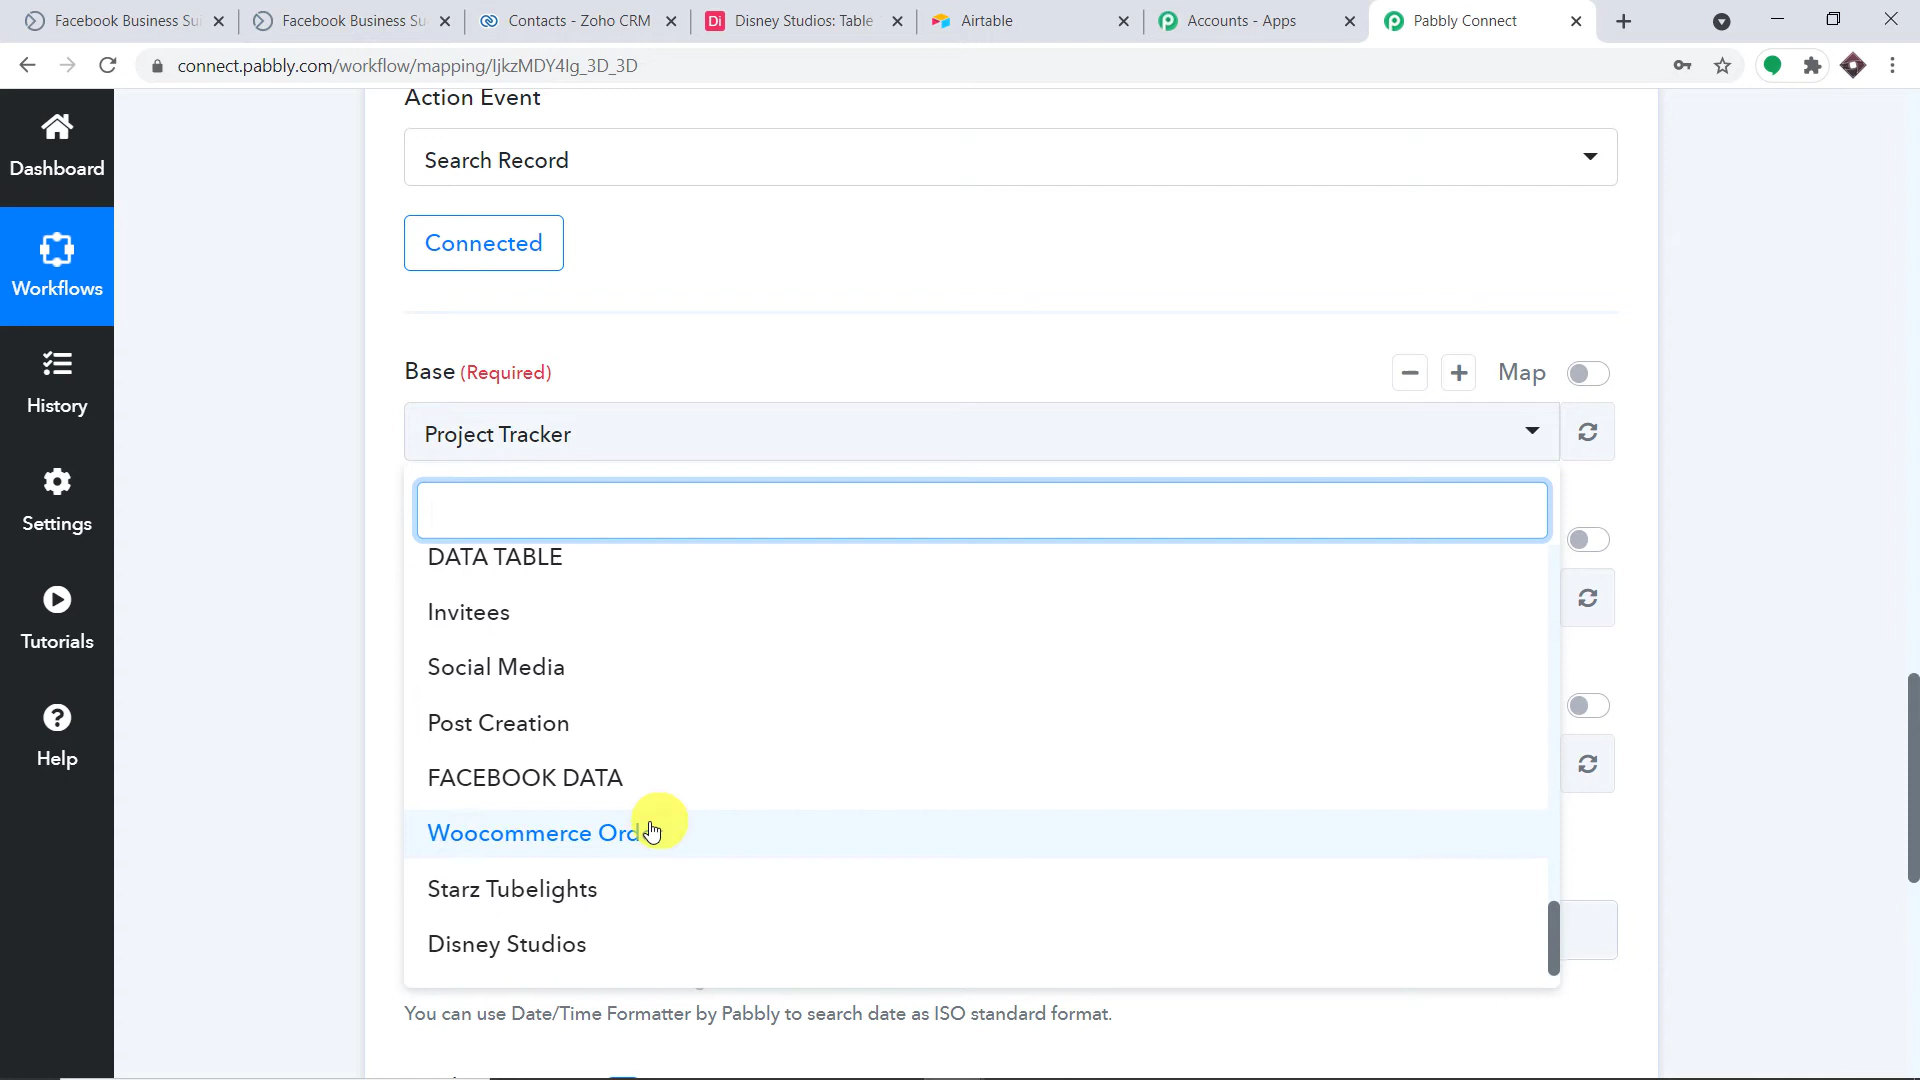 Facebook Business Su
Facebook Business Su
Contacts - Zoho CRM
Di
Disney Studios: Table
Airtable
Accounts - Apps
Pabbly Connect
connect.pabbly.com/workflow/mapping/IjkzMDY4Ig_3D_3D
Dashboard
Workflows
History
Settings
Tutorials
Help
Action Event
Search Record
Connected
Base (Required)
Map
Project Tracker
DATA TABLE
Invitees
Social Media
Post Creation
FACEBOOK DATA
Woocommerce Ord
Starz Tubelights
Disney Studios
You can use Date/Time Formatter by Pabbly to search date as ISO standard format.